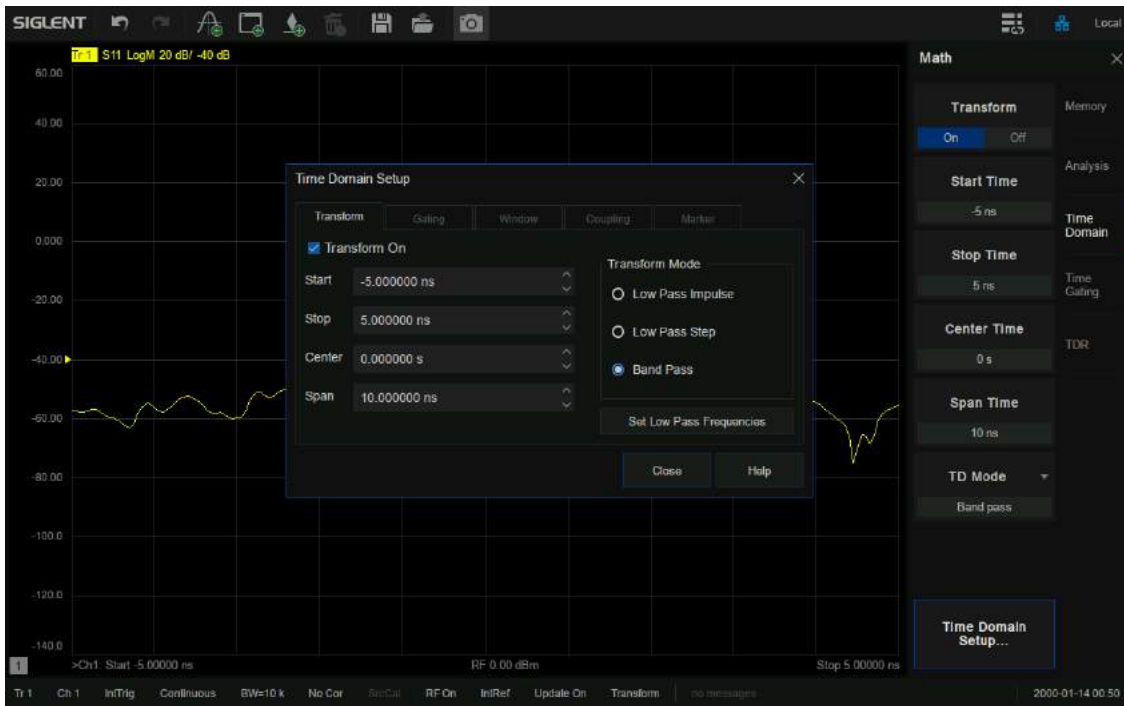 SIGLENT
Local
Tr 1 S11 LogM 20 dB/ -40 dB
60.00
40.00
20.00
0.000
-20.00
-40.00
-60.00
-80.00
-100.0
-120.0
-140.0
Time Domain Setup
Transform Gating Window Coupling Marker
Transform On
Start -5.000000 ns
Stop 5.000000 ns
Center 0.000000 s
Span 10.000000 ns
Transform Mode
Low Pass Impulse
Low Pass Step
Band Pass
Set Low Pass Frequencies
Close Help
Math
Transform
On Off
Start Time
-5 ns
Stop Time
5 ns
Center Time
0 s
Span Time
10 ns
TD Mode
Band pass
Time Domain
Setup...
Memory
Analysis
Time
Domain
Time
Gating
TDR
1 >Ch1: Start -5.00000 ns RF 0.00 dBm Stop 5.00000 ns
Tr 1 Ch 1 IntTrig Continuous BW=10 k No Cor SrcCal RF On IntRef Update On Transform no messages 2000-01-14 00:50